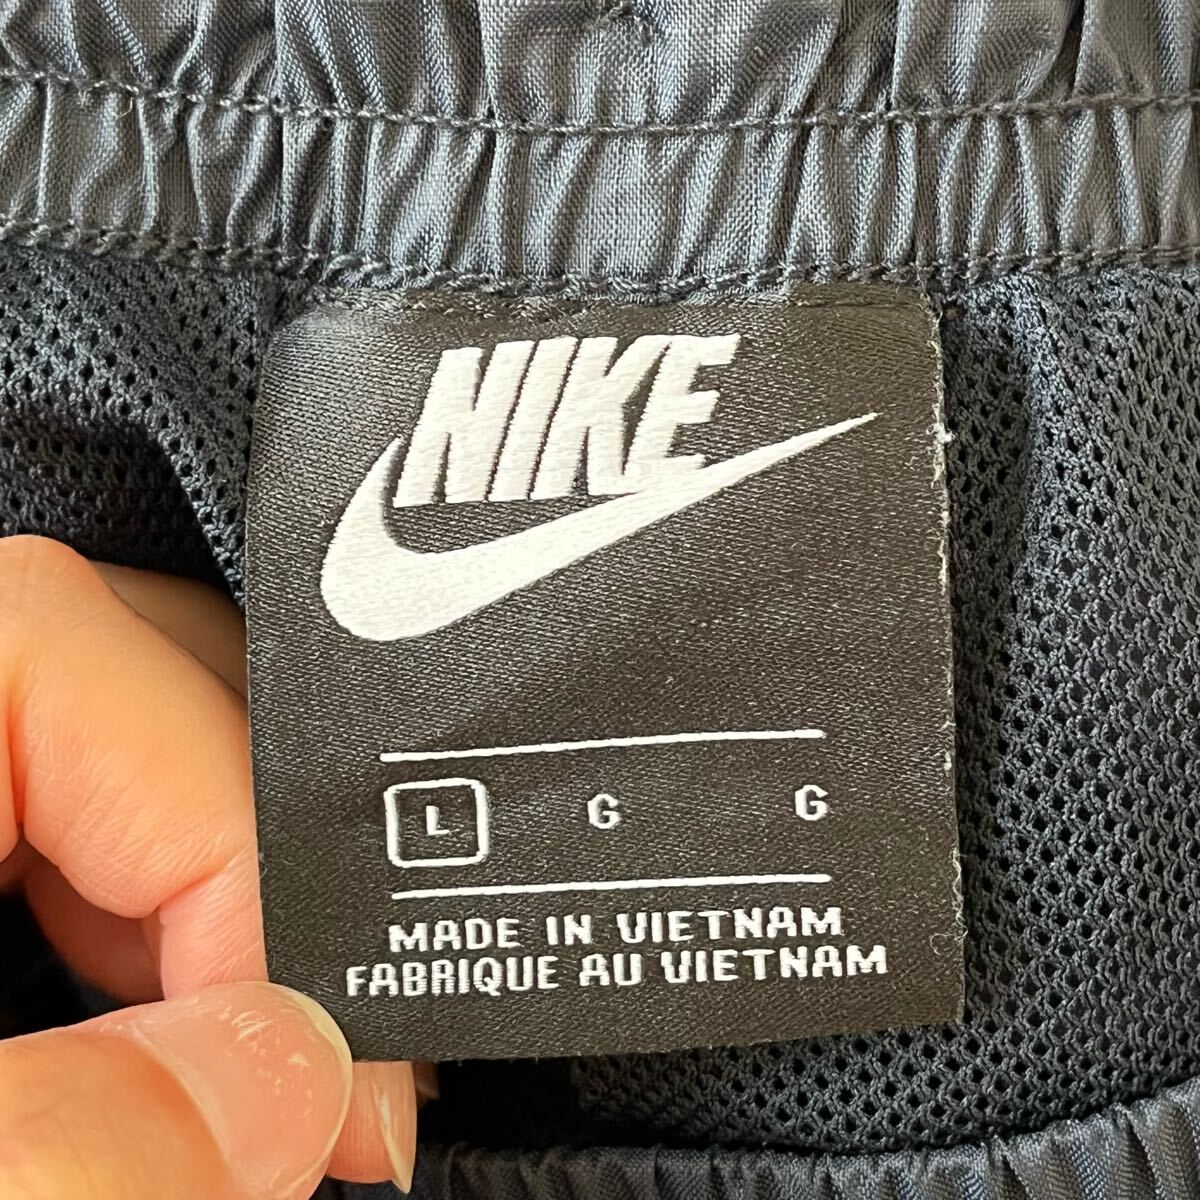 NIKE
L G G
MADE IN VIETNAM
FABRIQUE AU VIETNAM